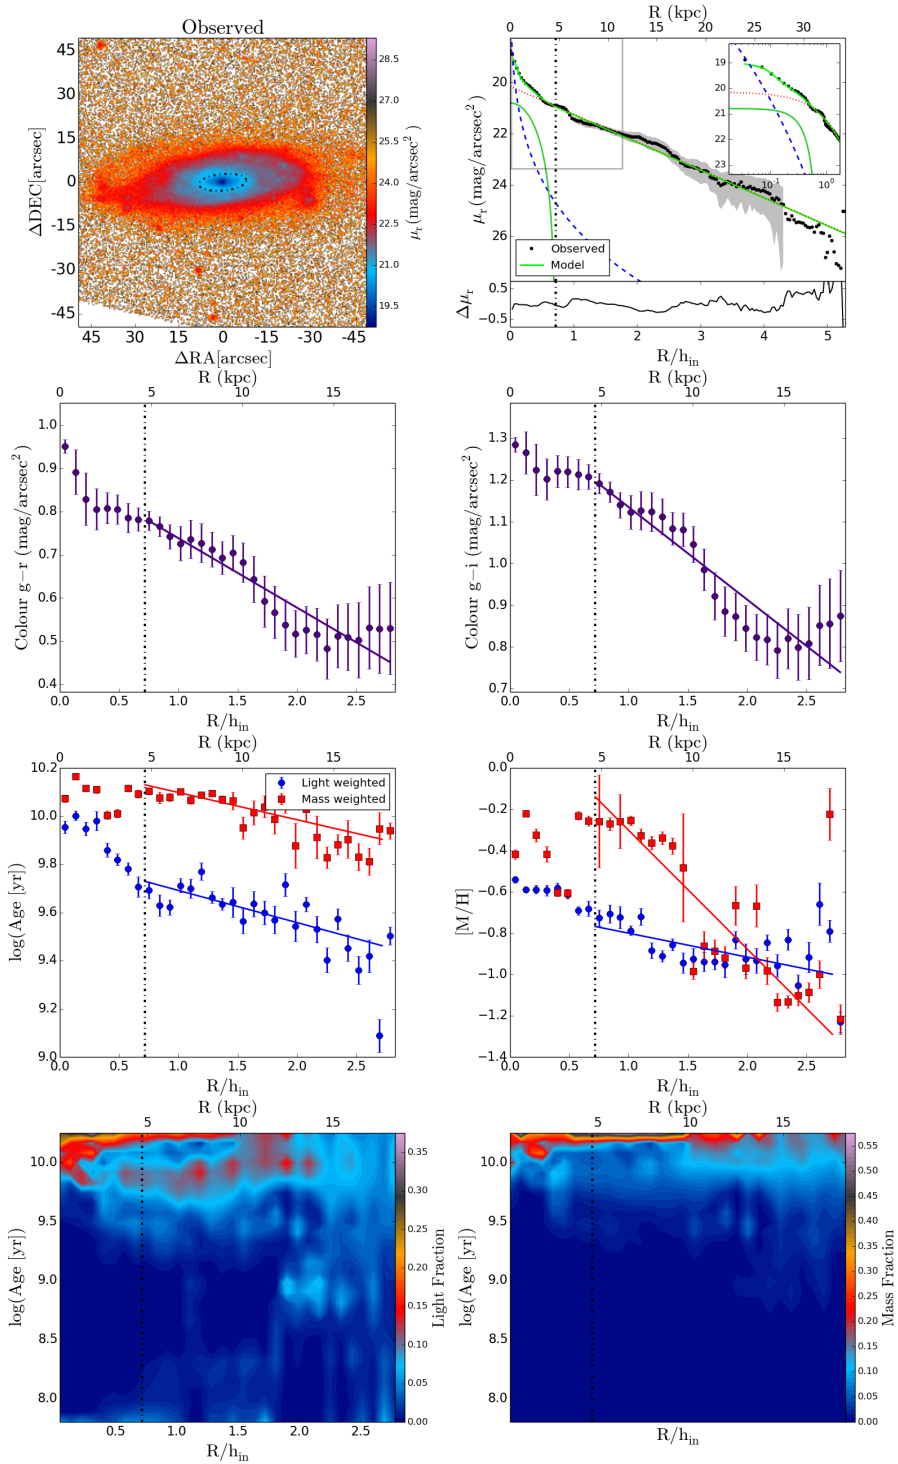 Observed
45
30
15
0
-15
-30
-45
ΔDEC[arcsec]
45 30 15 0 -15 -30
ΔRA[arcsec]
28.5
27.0
25.5
24.0
22.5
21.0
19.5
μr (mag/arcsec²)
R (kpc)
0 5 10 15 20 25 30
20
22
24
26
μr (mag/arcsec²)
Observed
Model
18
19
20
21
22
23
10⁻¹ 10⁰
0.5
−0.5
Δμr
0 1 2 3 4 5
R/hin
R (kpc)
0 5 10 15
1.0
0.9
0.8
0.7
0.6
0.5
0.4
Colour g−r (mag/arcsec²)
0.0 0.5 1.0 1.5 2.0 2.5
R/hin
R (kpc)
0 5 10 15
1.3
1.2
1.1
1.0
0.9
0.8
0.7
Colour g−i (mag/arcsec²)
0.0 0.5 1.0 1.5 2.0 2.5
R/hin
R (kpc)
0 5 10 15
10.2
10.0
9.8
9.6
9.4
9.2
9.0
log(Age [yr])
Light weighted
Mass weighted
0.0 0.5 1.0 1.5 2.0 2.5
R/hin
R (kpc)
0 5 10 15
0.0
−0.2
−0.4
−0.6
−0.8
−1.0
−1.2
−1.4
[M/H]
0.0 0.5 1.0 1.5 2.0 2.5
R/hin
R (kpc)
5 10 15
10.0
9.5
9.0
8.5
8.0
log(Age [yr])
0.5 1.0 1.5 2.0 2.5
R/hin
0.35
0.30
0.25
0.20
0.15
0.10
0.05
0.00
Light Fraction
R (kpc)
5 10 15
10.0
9.5
9.0
8.5
8.0
log(Age [yr])
R/hin
0.55
0.50
0.45
0.40
0.35
0.30
0.25
0.20
0.15
0.10
0.05
0.00
Mass Fraction